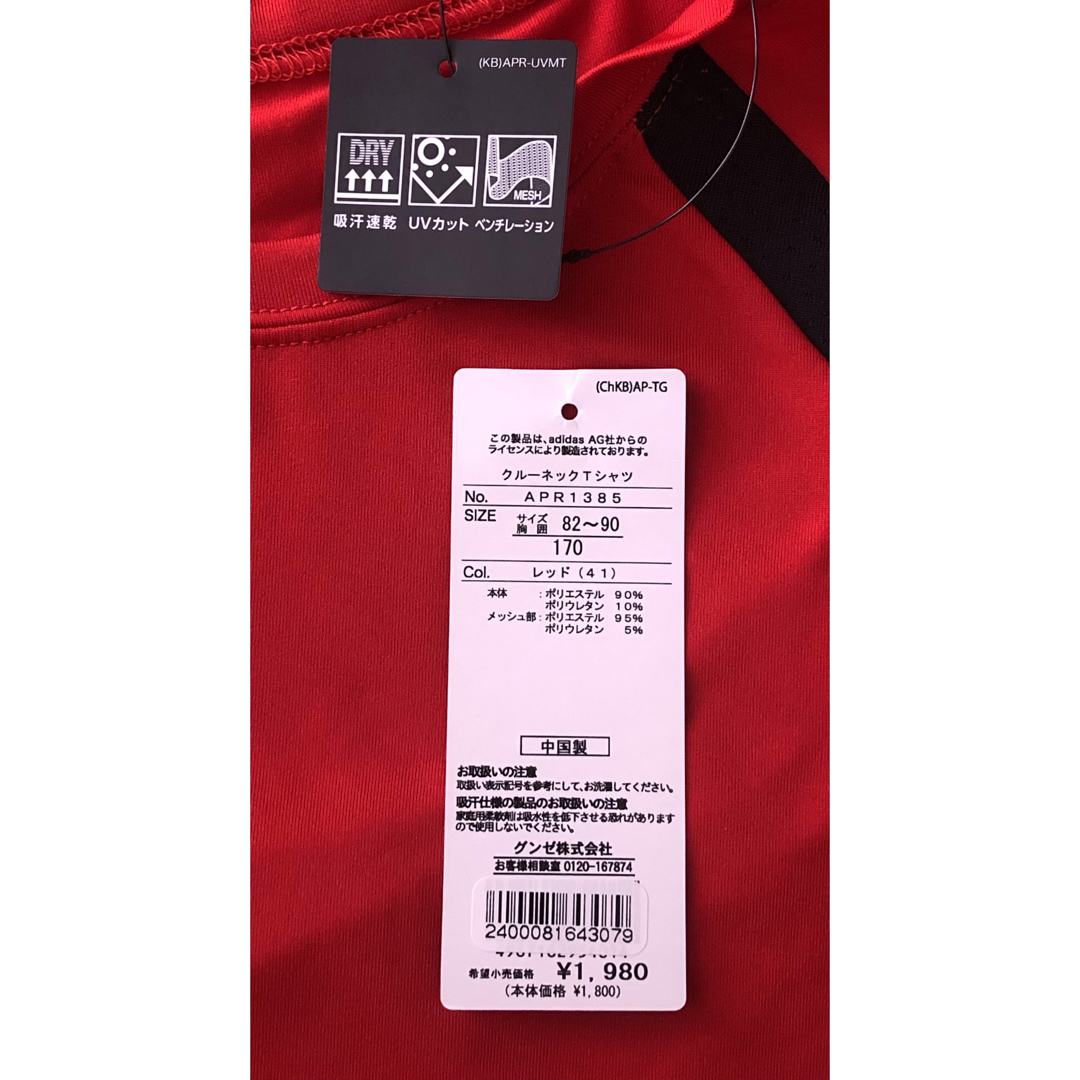 (KB)APR-UVMT
DRY
MESH
吸汗速乾 UVカット ベンチレーション
(ChKB)AP-TG
この製品は、adidas AG社からの
ライセンスにより製造されております。
クルーネックTシャツ
No. APR1385
SIZE サイズ
胸囲 82～90
170
Col. レッド(41)
本体 :ポリエステル 90%
ポリウレタン 10%
メッシュ部:ポリエステル 95%
ポリウレタン 5%
中国製
お取扱いの注意
取扱い表示記号を参考にして、お洗濯してください。
吸汗仕様の製品のお取扱いの注意
家庭用柔軟剤は吸水性を低下させる恐れがあります
ので使用しないでください。
グンゼ株式会社
お客様相談室 0120-167874
2400081643079
希望小売価格 ¥1,980
(本体価格 ¥1,800)